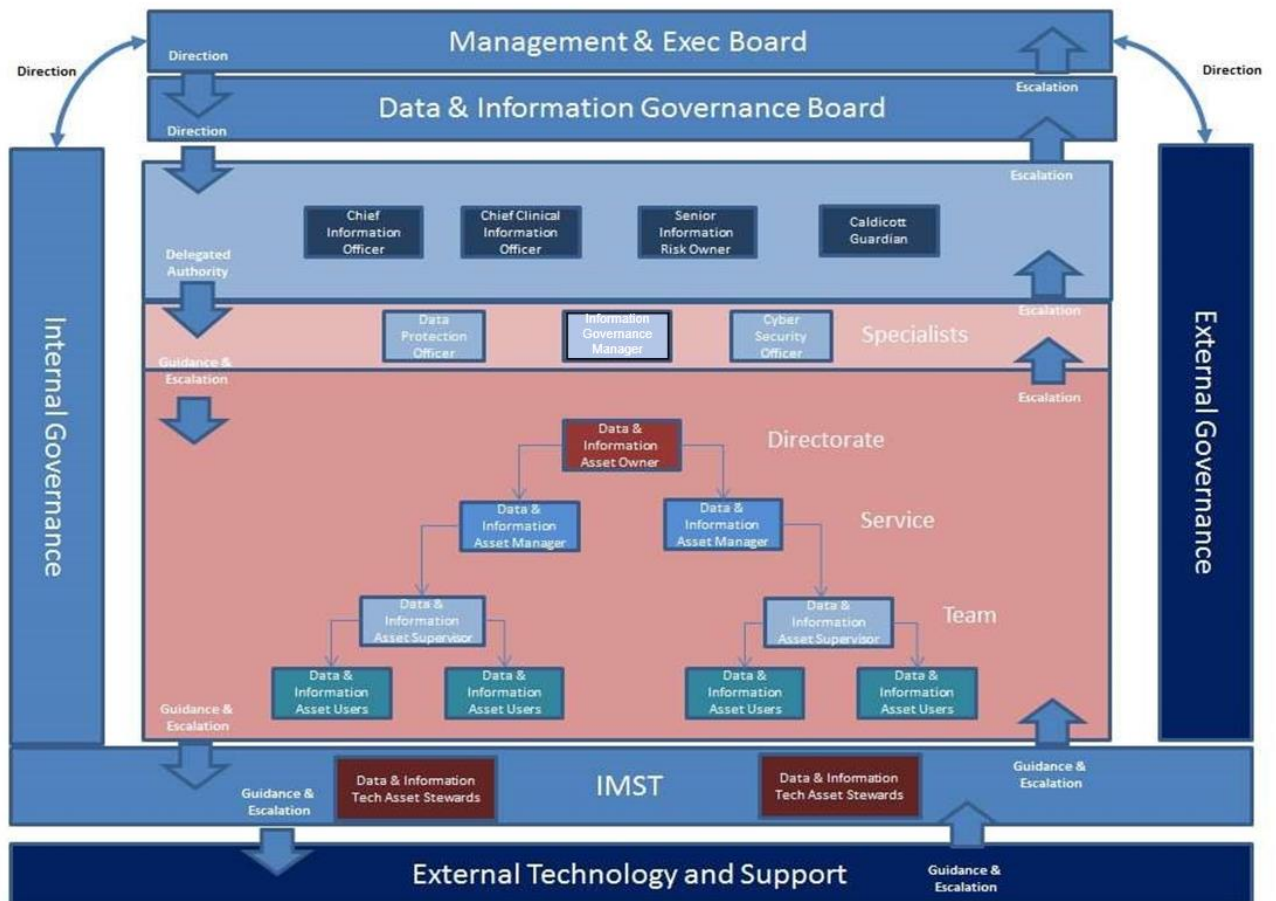 Management & Exec Board
Direction
Direction
Direction
Escalation
Data & Information Governance Board
Direction
Escalation
Internal Governance
External Governance
Chief
Information
Officer
Chief Clinical
Information
Officer
Senior
Information
Risk Owner
Caldicott
Guardian
Delegated
Authority
Escalation
Data
Protection
Officer
Information
Governance
Manager
Cyber
Security
Officer
Specialists
Guidance &
Escalation
Escalation
Data &
Information
Asset Owner
Directorate
Data &
Information
Asset Manager
Data &
Information
Asset Manager
Service
Data &
Information
Asset Supervisor
Data &
Information
Asset Supervisor
Team
Data &
Information
Asset Users
Data &
Information
Asset Users
Data &
Information
Asset Users
Data &
Information
Asset Users
Guidance &
Escalation
Guidance &
Escalation
Data & Information
Tech Asset Stewards
IMST
Data & Information
Tech Asset Stewards
Guidance &
Escalation
External Technology and Support
Guidance &
Escalation